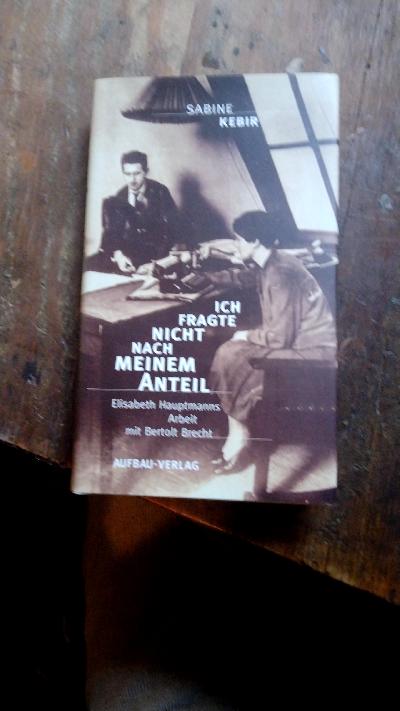 SABINE
KEBIR
ICH
FRAGTE
NICHT
NACH
MEINEM
ANTEIL
Elisabeth Hauptmanns
Arbeit
mit Bertolt Brecht
AUFBAU-VERLAG